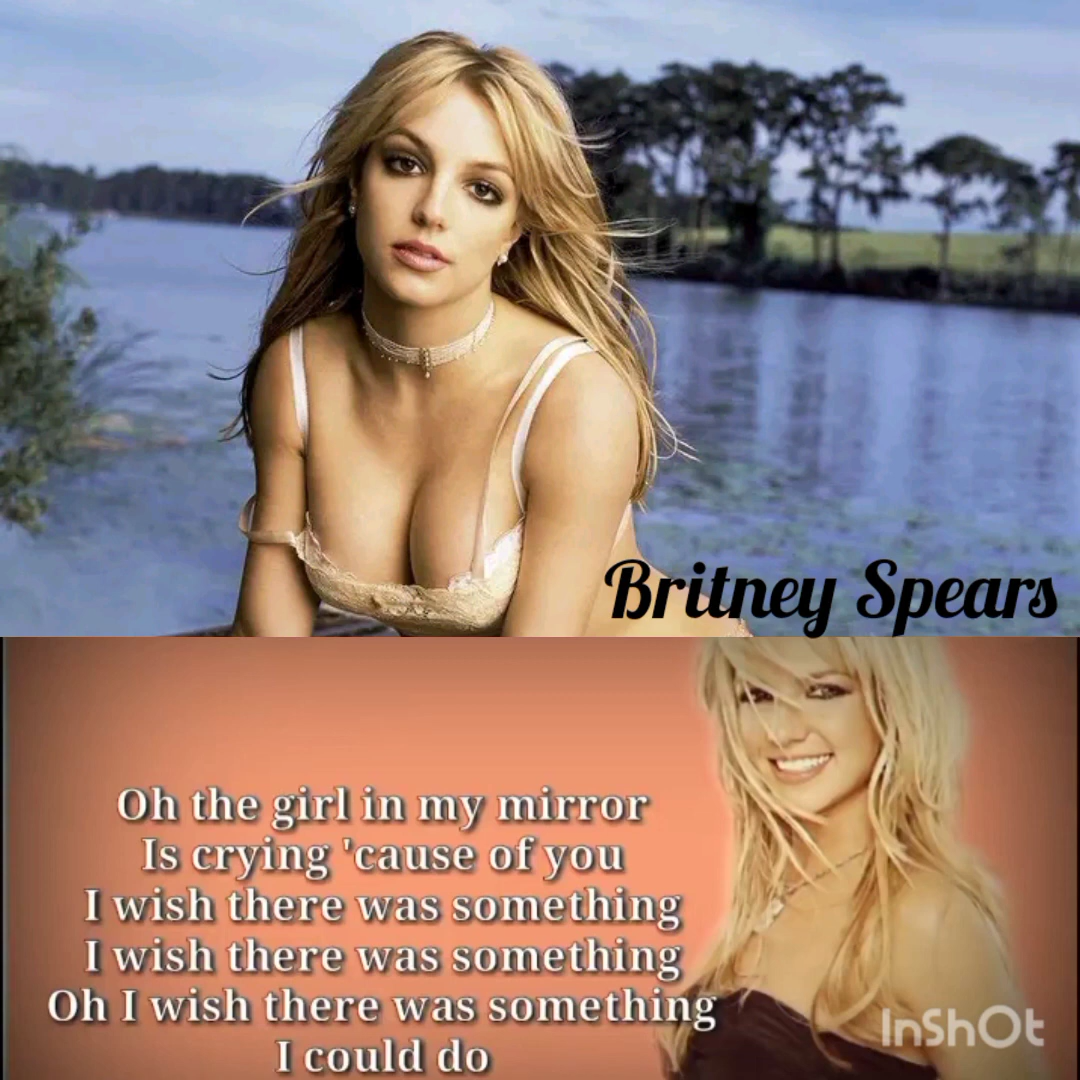 Britney Spears
Oh the girl in my mirror
Is crying 'cause of you
I wish there was something
I wish there was something
Oh I wish there was something
I could do
InShOt